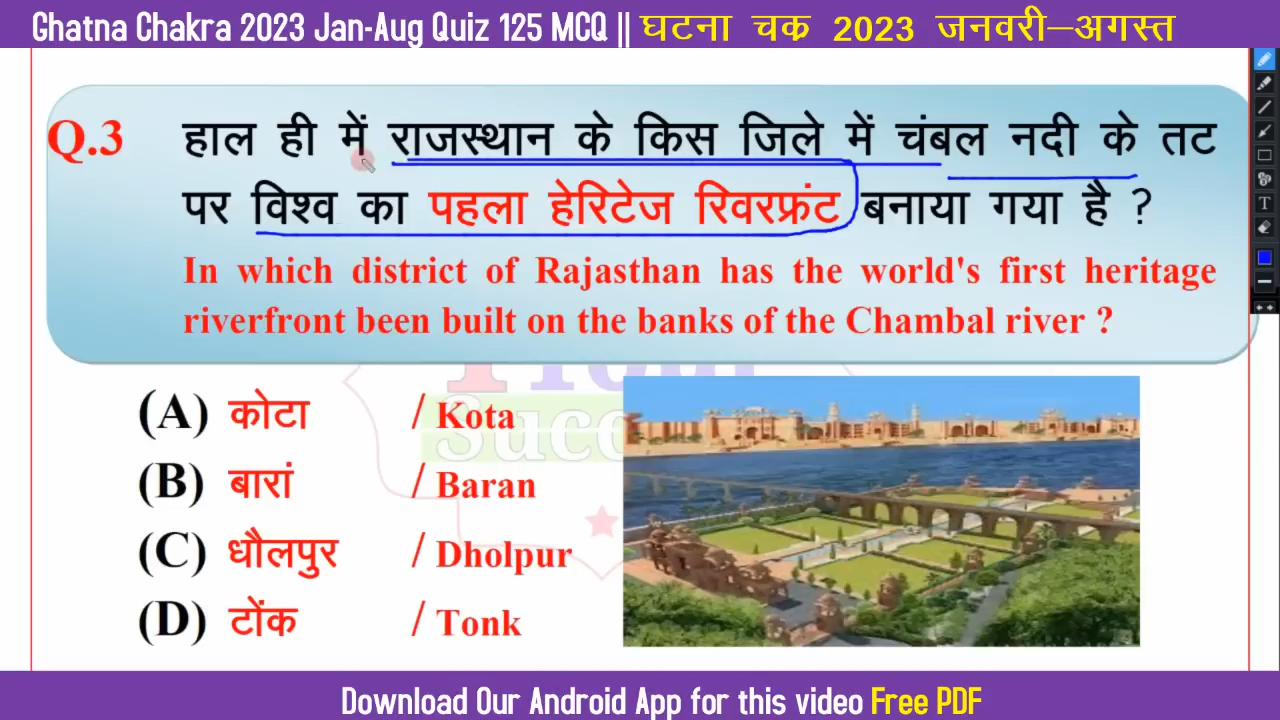 Ghatna Chakra 2023 Jan-Aug Quiz 125 MCQ || घटना चक्र 2023 जनवरी–अगस्त
Q.3 हाल ही में राजस्थान के किस जिले में चंबल नदी के तट
पर विश्व का पहला हेरिटेज रिवरफ्रंट बनाया गया है ?
In which district of Rajasthan has the world's first heritage
riverfront been built on the banks of the Chambal river ?
(A) कोटा / Kota
(B) बारां / Baran
(C) धौलपुर / Dholpur
(D) टोंक / Tonk
Download Our Android App for this video Free PDF